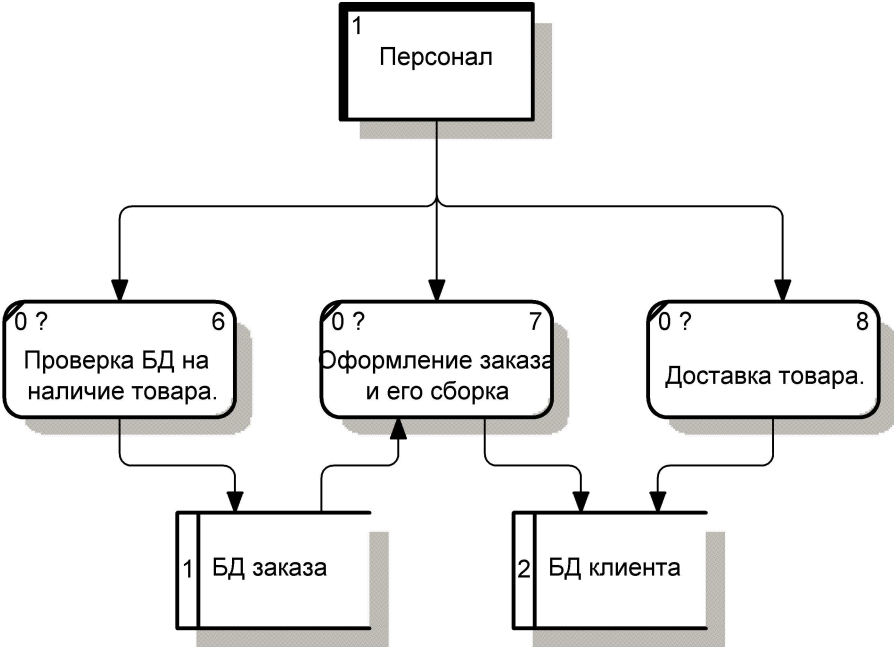 1
Персонал
0 ? 6
Проверка БД на
наличие товара.
0 ? 7
Оформление заказа
и его сборка
0 ? 8
Доставка товара.
1 БД заказа
2 БД клиента